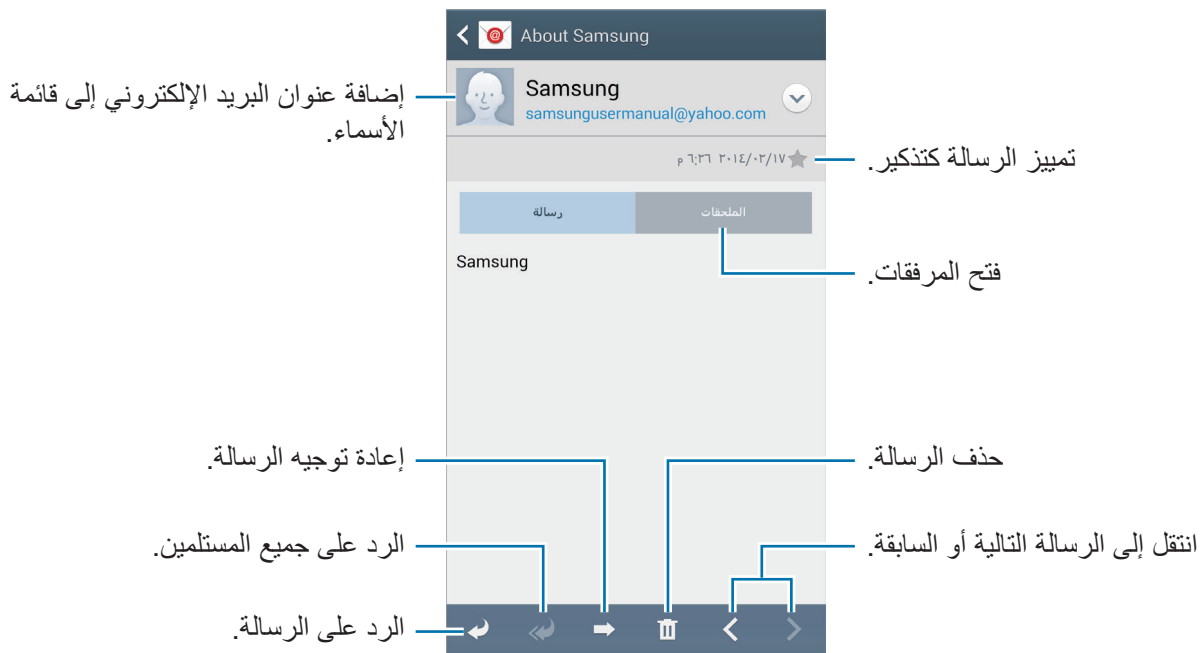 About Samsung
Samsung
samsungusermanual@yahoo.com
إضافة عنوان البريد الإلكتروني إلى قائمة
الأسماء.
٢٠١٤/٠٢/١٧ ٦:٣٦ م
تمييز الرسالة كتذكير.
الملحقات
رسالة
Samsung
فتح المرفقات.
حذف الرسالة.
إعادة توجيه الرسالة.
انتقل إلى الرسالة التالية أو السابقة.
الرد على جميع المستلمين.
الرد على الرسالة.